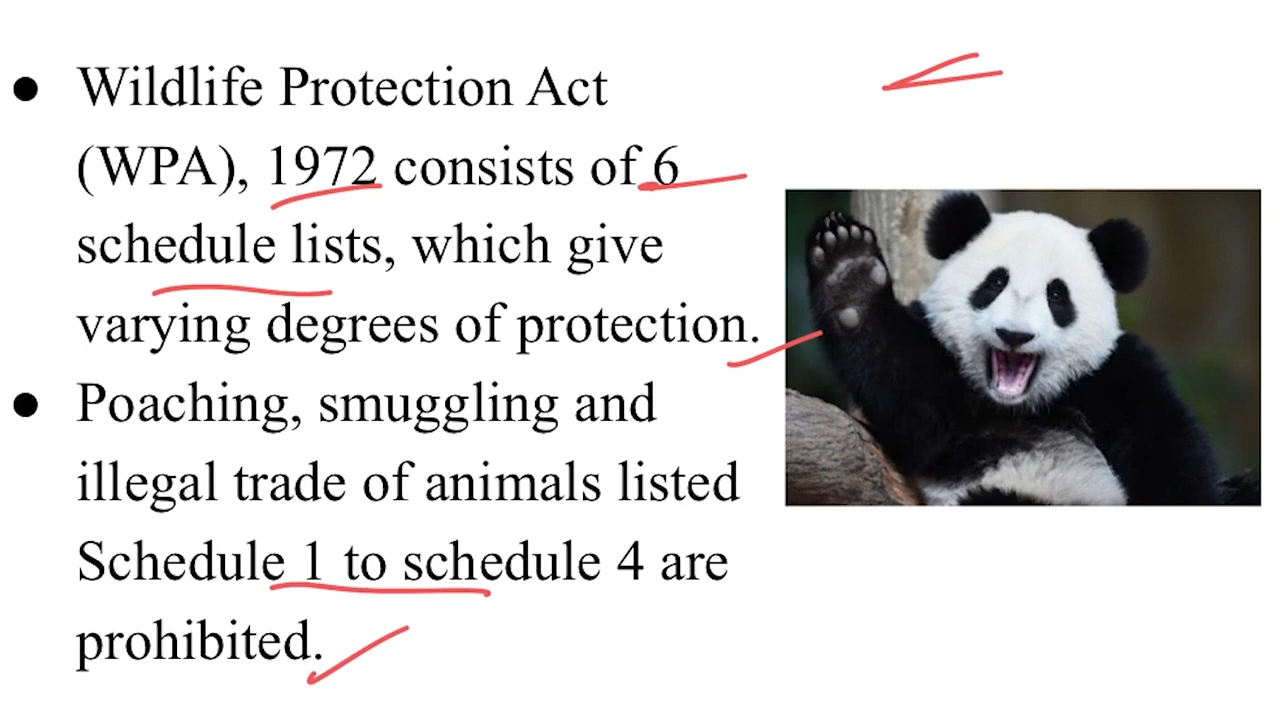 ● Wildlife Protection Act
(WPA), 1972 consists of 6
schedule lists, which give
varying degrees of protection.
● Poaching, smuggling and
illegal trade of animals listed
Schedule 1 to schedule 4 are
prohibited.